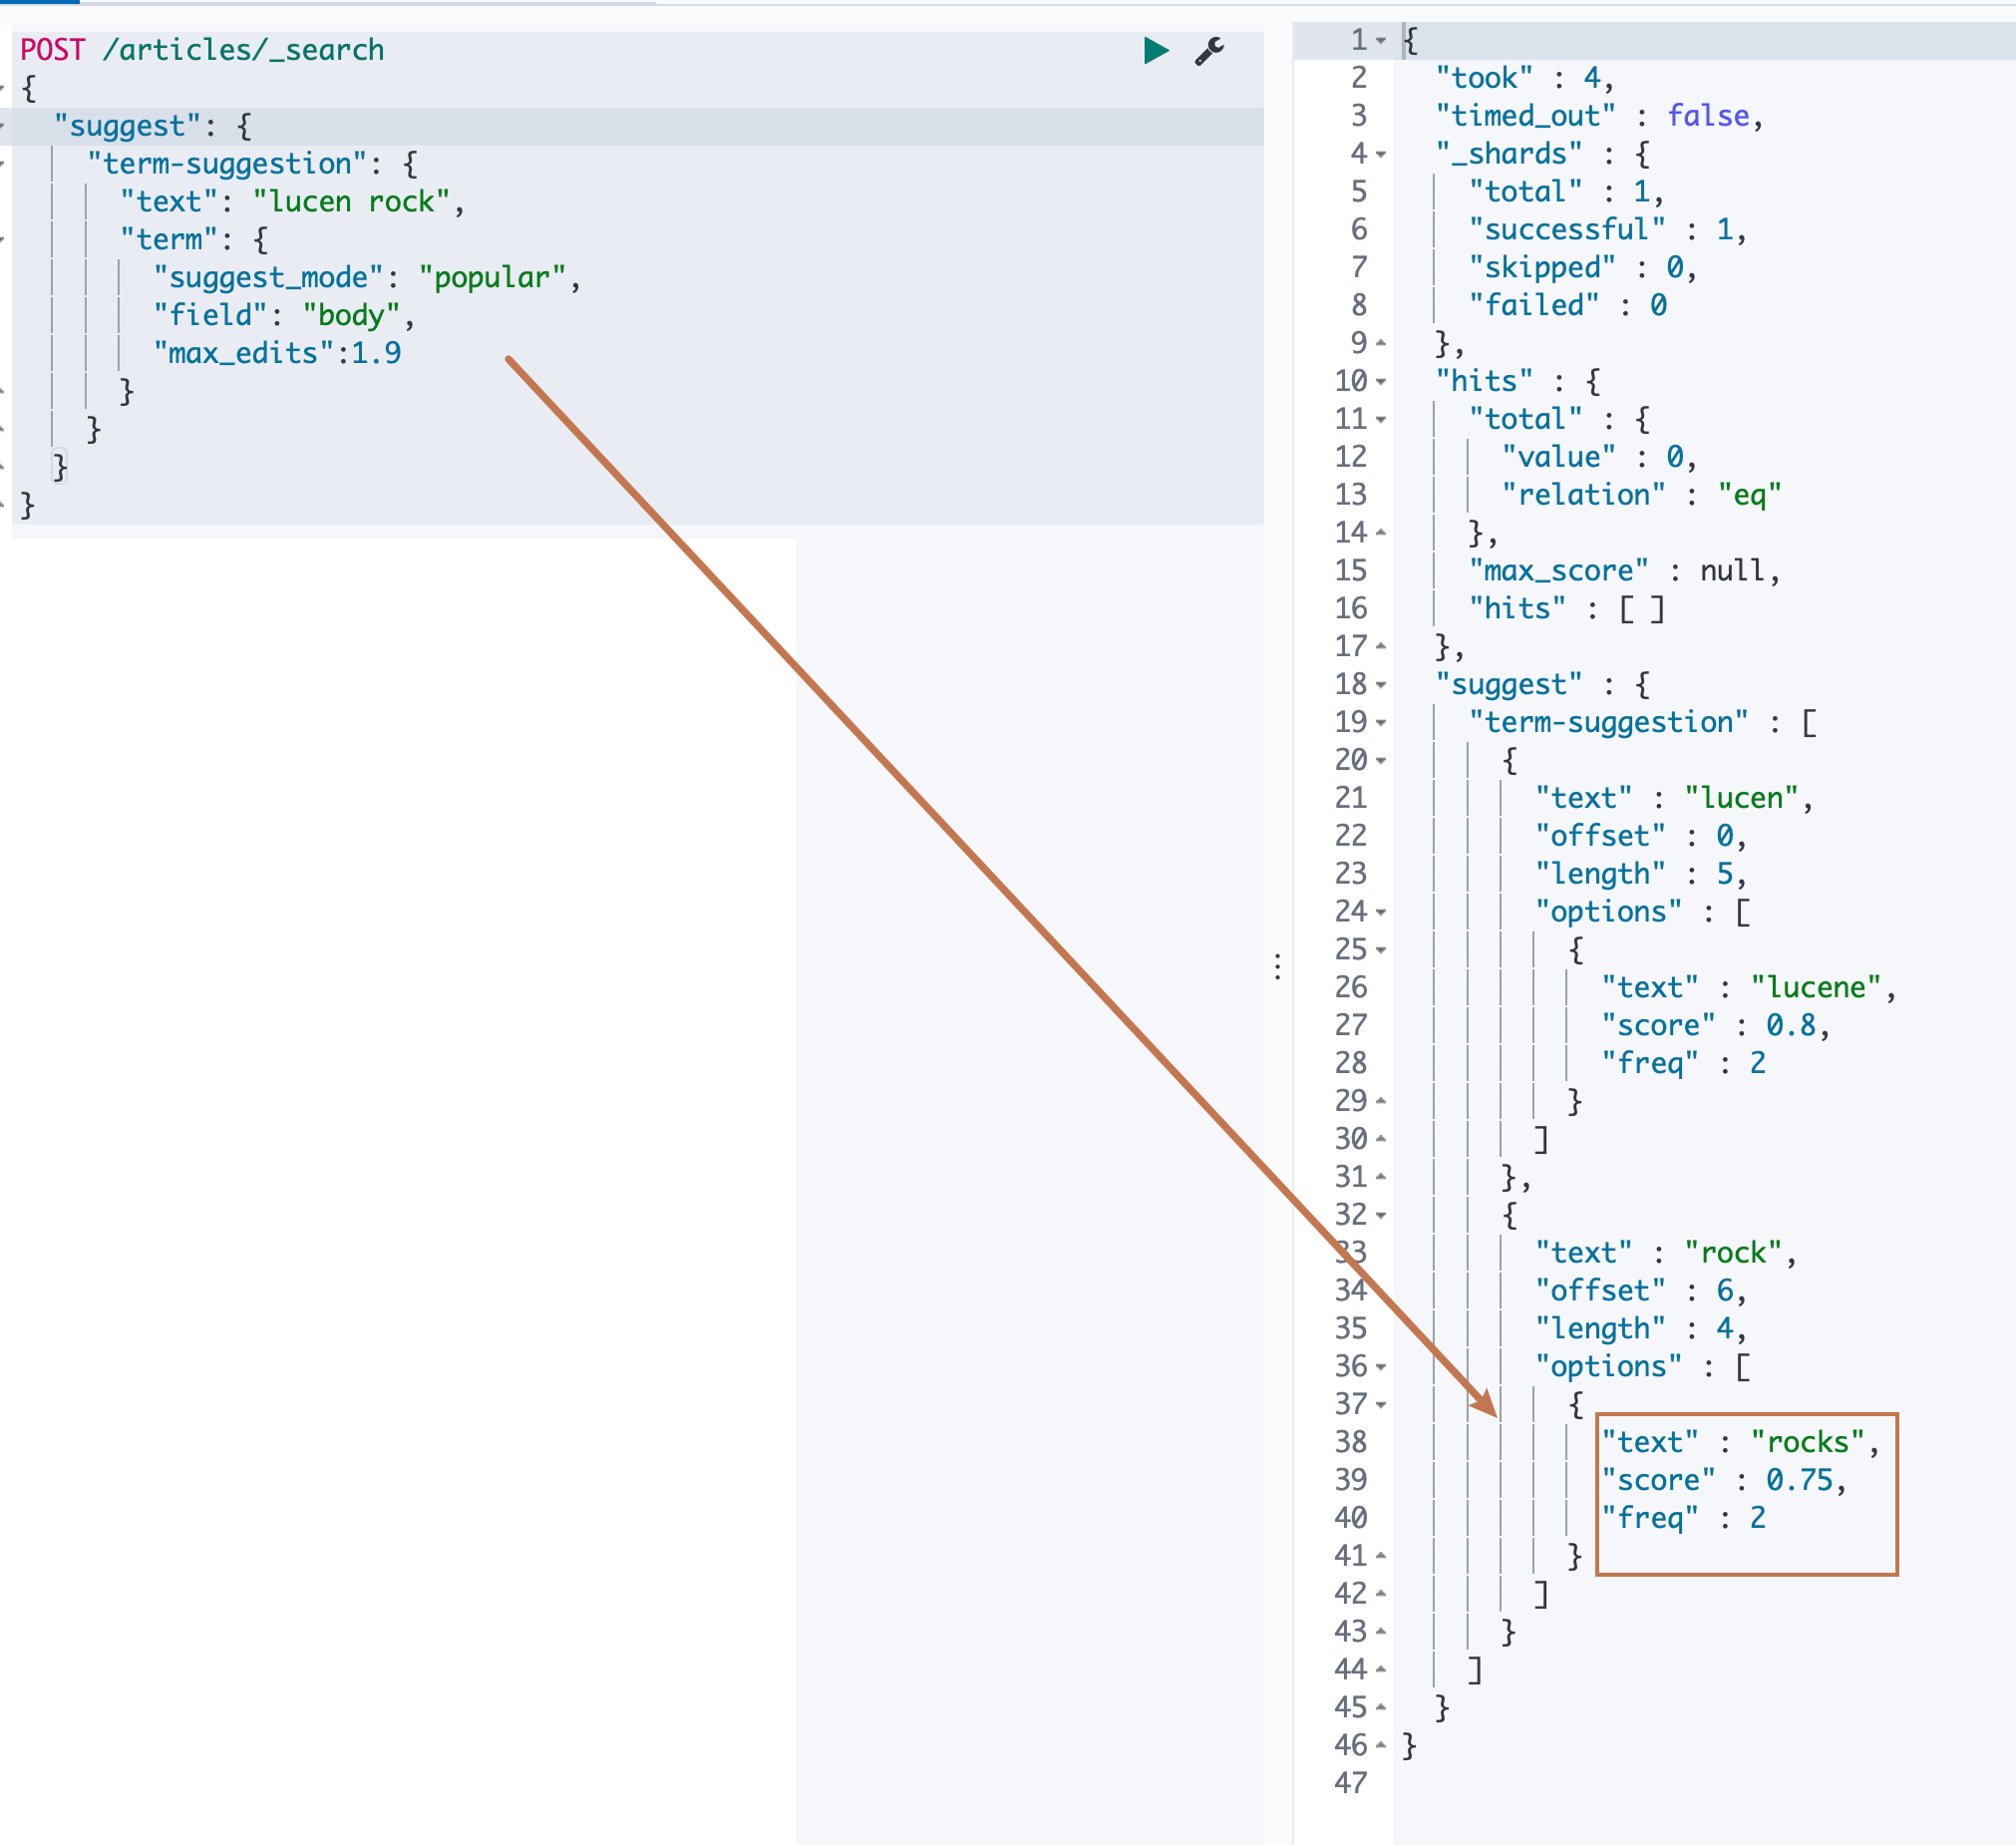 POST /articles/_search
{
  "suggest": {
    "term-suggestion": {
      "text": "lucen rock",
      "term": {
        "suggest_mode": "popular",
        "field": "body",
        "max_edits":1.9
      }
    }
  }
}
1 {
2   "took" : 4,
3   "timed_out" : false,
4   "_shards" : {
5     "total" : 1,
6     "successful" : 1,
7     "skipped" : 0,
8     "failed" : 0
9   },
10   "hits" : {
11     "total" : {
12       "value" : 0,
13       "relation" : "eq"
14     },
15     "max_score" : null,
16     "hits" : [ ]
17   },
18   "suggest" : {
19     "term-suggestion" : [
20       {
21         "text" : "lucen",
22         "offset" : 0,
23         "length" : 5,
24         "options" : [
25           {
26             "text" : "lucene",
27             "score" : 0.8,
28             "freq" : 2
29           }
30         ]
31       },
32       {
33         "text" : "rock",
34         "offset" : 6,
35         "length" : 4,
36         "options" : [
37           {
38             "text" : "rocks",
39             "score" : 0.75,
40             "freq" : 2
41           }
42         ]
43       }
44     ]
45   }
46 }
47